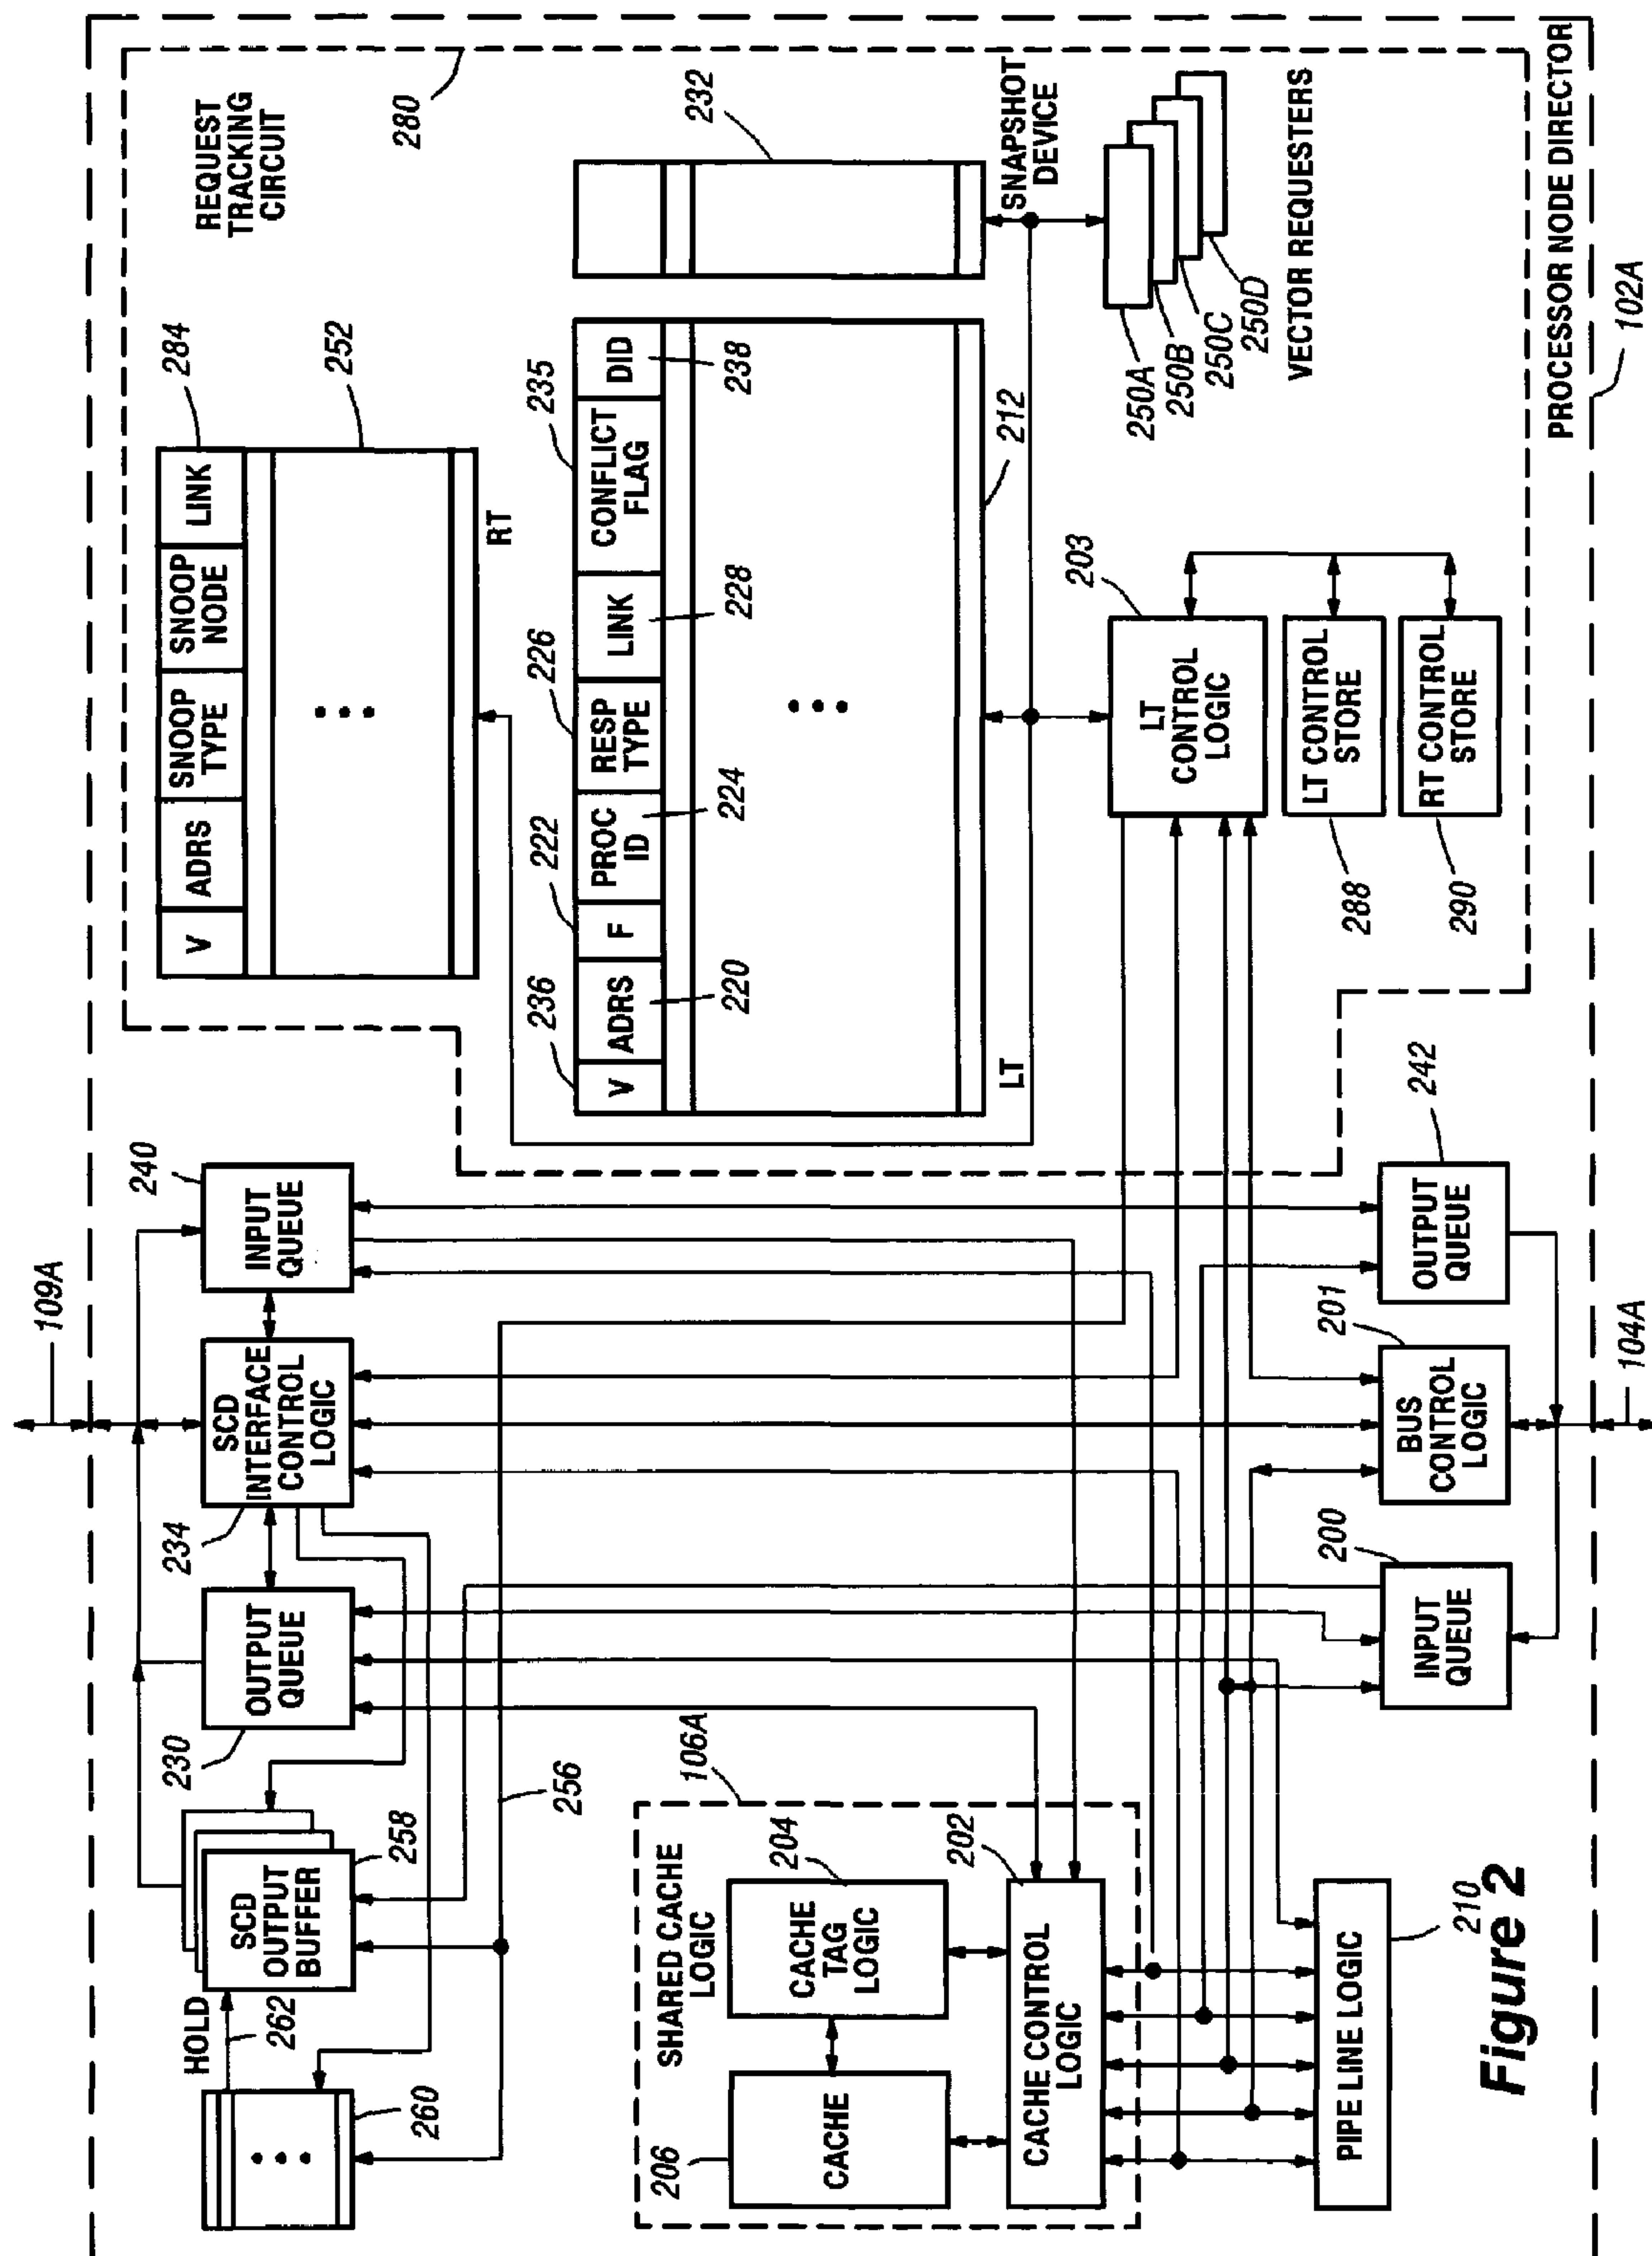 109A
HOLD
262
260
SCD
OUTPUT
BUFFER
258
230
OUTPUT
QUEUE
234
SCD
INTERFACE
CONTROL
LOGIC
240
INPUT
QUEUE
256
REQUEST
TRACKING
CIRCUIT
280
V
ADRS
SNOOP
TYPE
SNOOP
NODE
LINK
284
252
RT
236
222
226
235
V
ADRS
F
PROC
ID
RESP
TYPE
LINK
CONFLICT
FLAG
DID
220
224
228
238
232
LT
212
SNAPSHOT
DEVICE
250A
250B
250C
250D
VECTOR REQUESTERS
203
LT
CONTROL
LOGIC
LT CONTROL
STORE
288
RT CONTROL
STORE
290
SHARED CACHE
LOGIC
106A
206
CACHE
204
CACHE
TAG
LOGIC
202
CACHE CONTROL
LOGIC
PIPE LINE LOGIC
210
200
INPUT
QUEUE
201
BUS
CONTROL
LOGIC
242
OUTPUT
QUEUE
PROCESSOR NODE DIRECTOR
102A
104A
Figure 2